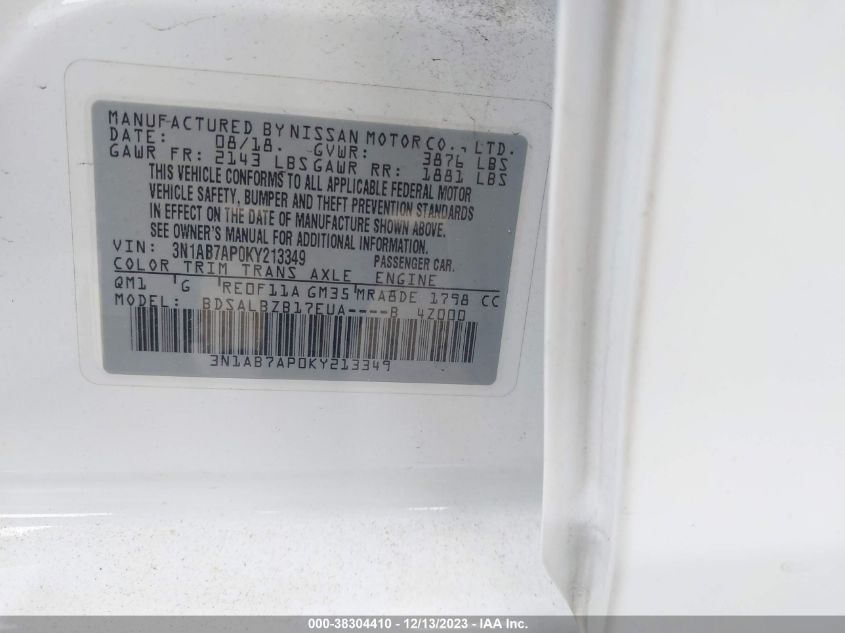 MANUFACTURED BY NISSAN MOTOR CO., LTD.
DATE: 08/18. GVWR: 3876 LBS
GAWR FR: 2143 LBS GAWR RR: 1881 LBS
THIS VEHICLE CONFORMS TO ALL APPLICABLE FEDERAL MOTOR
VEHICLE SAFETY, BUMPER AND THEFT PREVENTION STANDARDS
IN EFFECT ON THE DATE OF MANUFACTURE SHOWN ABOVE.
SEE OWNER'S MANUAL FOR ADDITIONAL INFORMATION.
VIN: 3N1AB7AP0KY213349 PASSENGER CAR.
COLOR TRIM TRANS AXLE ENGINE
QM1 G RE0F11A GM35 MRA8DE 1798 CC
MODEL: BDSALBZB17EUA----B 4Z000
3N1AB7AP0KY213349
000-38304410 - 12/13/2023 - IAA Inc.